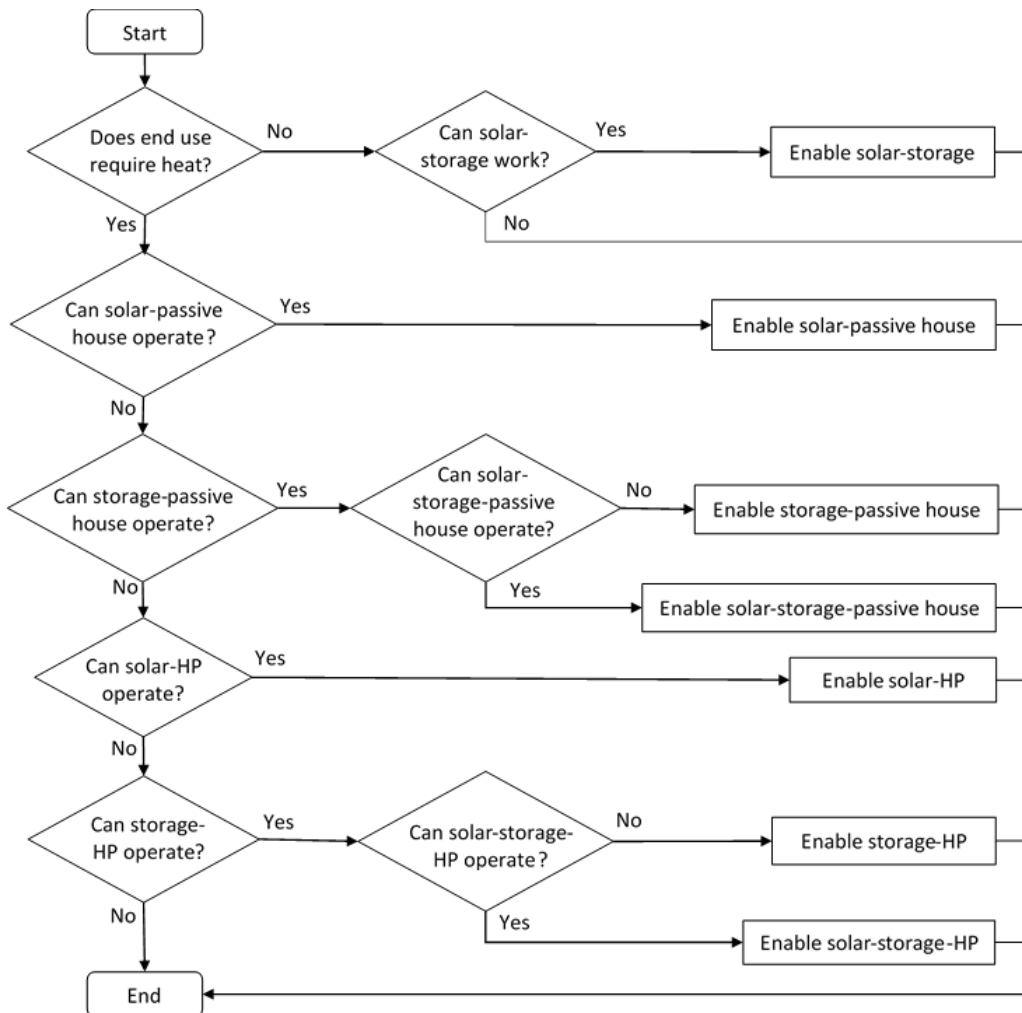 Start
Does end use
require heat?
No
Can solar-
storage work?
Yes
Enable solar-storage
Yes
No
Can solar-passive
house operate?
Yes
Enable solar-passive house
No
Can storage-passive
house operate?
Yes
Can solar-
storage-passive
house operate?
No
Enable storage-passive house
No
Yes
Enable solar-storage-passive house
Can solar-HP
operate?
Yes
Enable solar-HP
No
Can storage-
HP operate?
Yes
Can solar-storage-
HP operate?
No
Enable storage-HP
No
Yes
Enable solar-storage-HP
End